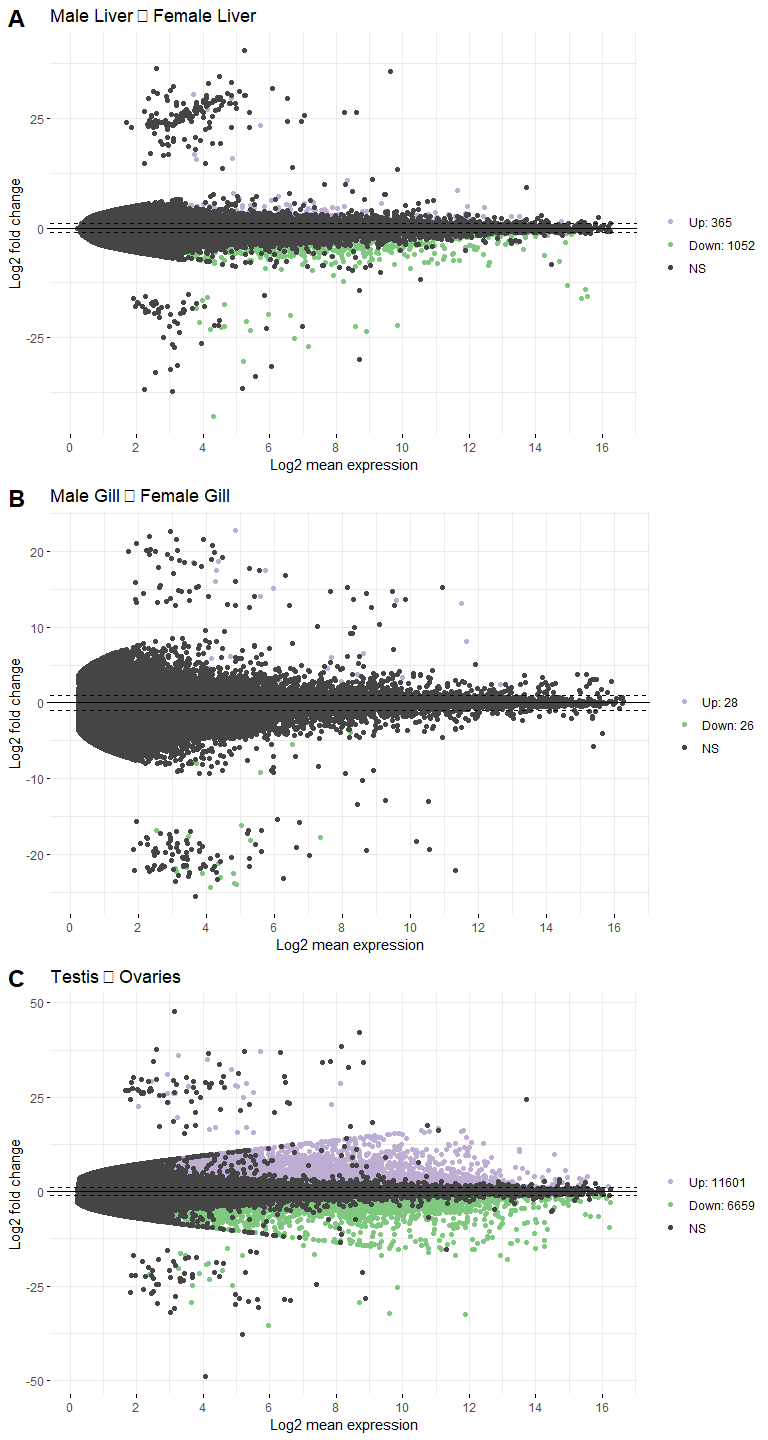 A
Male Liver □ Female Liver
25
0
-25
Log2 fold change
0 2 4 6 8 10 12 14 16
Log2 mean expression
Up: 365
Down: 1052
NS
B
Male Gill □ Female Gill
20
10
0
-10
-20
Log2 fold change
0 2 4 6 8 10 12 14 16
Log2 mean expression
Up: 28
Down: 26
NS
C
Testis □ Ovaries
50
25
0
-25
-50
Log2 fold change
0 2 4 6 8 10 12 14 16
Log2 mean expression
Up: 11601
Down: 6659
NS